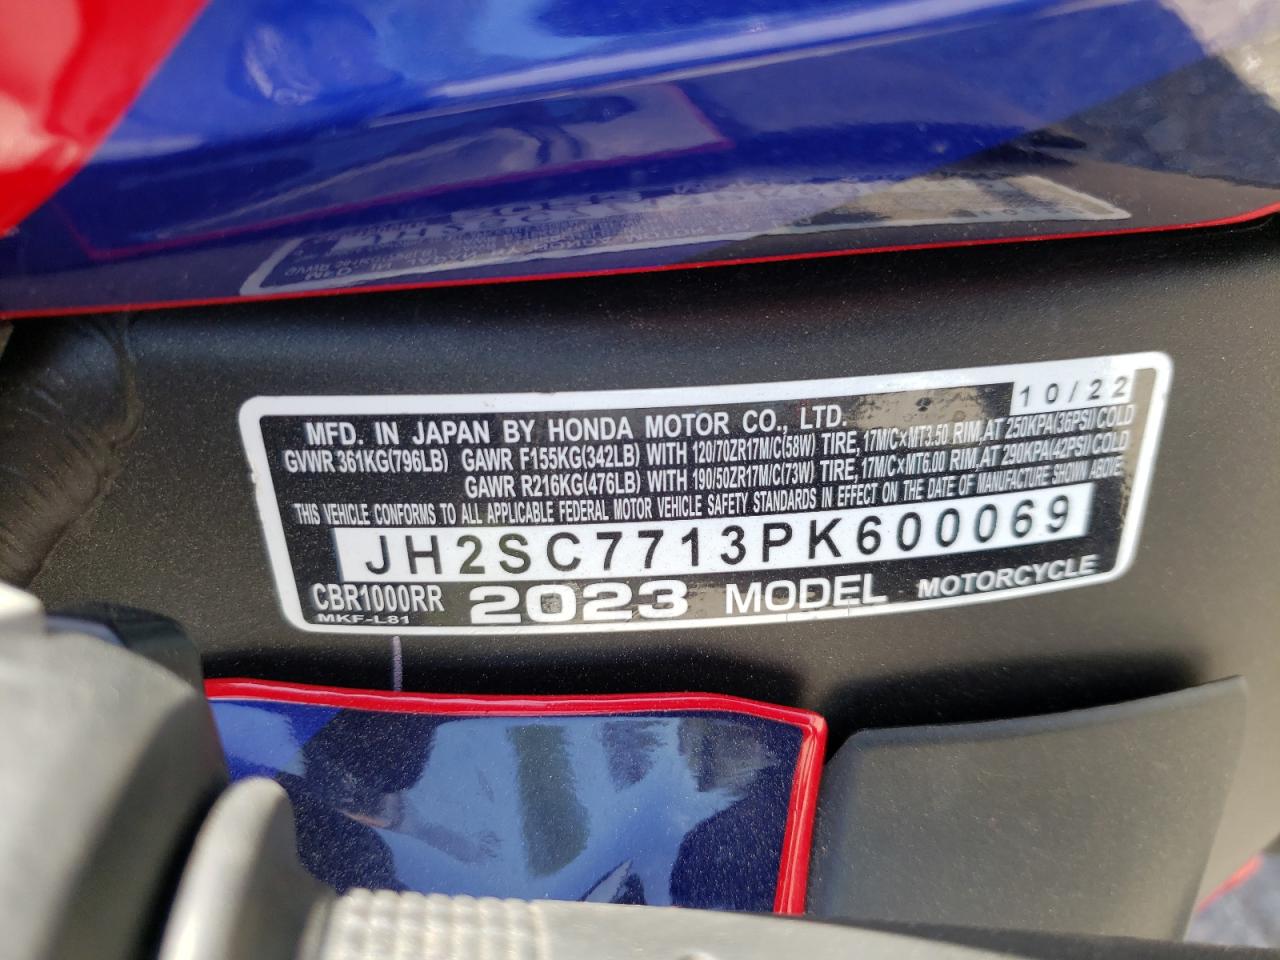 10/22
MFD. IN JAPAN BY HONDA MOTOR CO., LTD.
GVWR 361KG(796LB) GAWR F155KG(342LB) WITH 120/70ZR17M/C(58W) TIRE, 17M/C×MT3.50 RIM, AT 250KPA(36PSI)COLD
GAWR R216KG(476LB) WITH 190/50ZR17M/C(73W) TIRE, 17M/C×MT6.00 RIM, AT 290KPA(42PSI)COLD
THIS VEHICLE CONFORMS TO ALL APPLICABLE FEDERAL MOTOR VEHICLE SAFETY STANDARDS IN EFFECT ON THE DATE OF MANUFACTURE SHOWN ABOVE
JH2SC7713PK600069
CBR1000RR 2023 MODEL MOTORCYCLE
MKF-L81